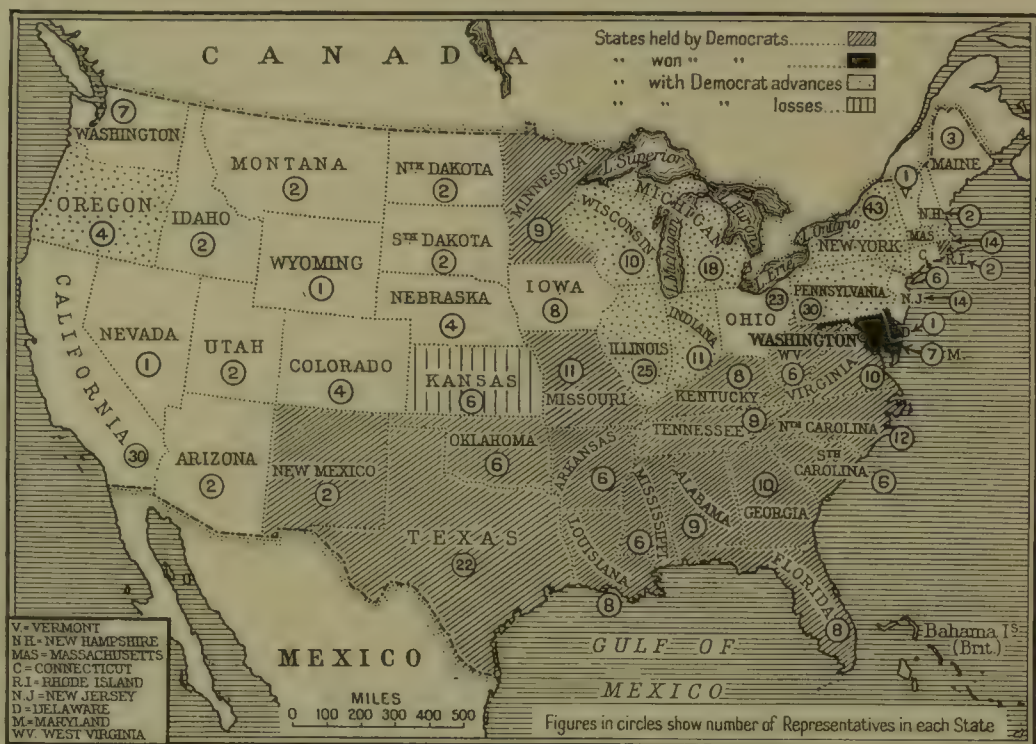 CANADA
States held by Democrats
" won " "
" with Democrat advances
" " " losses
7
WASHINGTON
MONTANA
2
NTH DAKOTA
2
MINNESOTA
9
L. Superior
MICHIGAN
18
L. Michigan
L. Huron
L. Erie
L. Ontario
3
MAINE
1
V
43
NEW YORK
N.H.
2
MAS
14
C
R.I.
2
6
OREGON
4
IDAHO
2
WYOMING
1
STH DAKOTA
2
WISCONSIN
10
NEBRASKA
4
IOWA
8
ILLINOIS
25
INDIANA
11
OHIO
23
PENNSYLVANIA
30
N.J.
14
WASHINGTON
D
1
7
M.
CALIFORNIA
30
NEVADA
1
UTAH
2
COLORADO
4
KANSAS
6
11
MISSOURI
8
KENTUCKY
WV
6
VIRGINIA
10
TENNESSEE
9
NTH CAROLINA
12
STH CAROLINA
6
ARIZONA
2
NEW MEXICO
2
OKLAHOMA
6
ARKANSAS
6
MISSISSIPPI
6
ALABAMA
9
10
GEORGIA
TEXAS
22
LOUISIANA
8
FLORIDA
8
MEXICO
GULF OF
MEXICO
Bahama Is.
(Brit.)
V.=VERMONT
N.H=NEW HAMPSHIRE
MAS=MASSACHUSETTS
C=CONNECTICUT
R.I=RHODE ISLAND
N.J=NEW JERSEY
D=DELAWARE
M=MARYLAND
WV. WEST VIRGINIA
MILES
0 100 200 300 400 500
Figures in circles show number of Representatives in each State